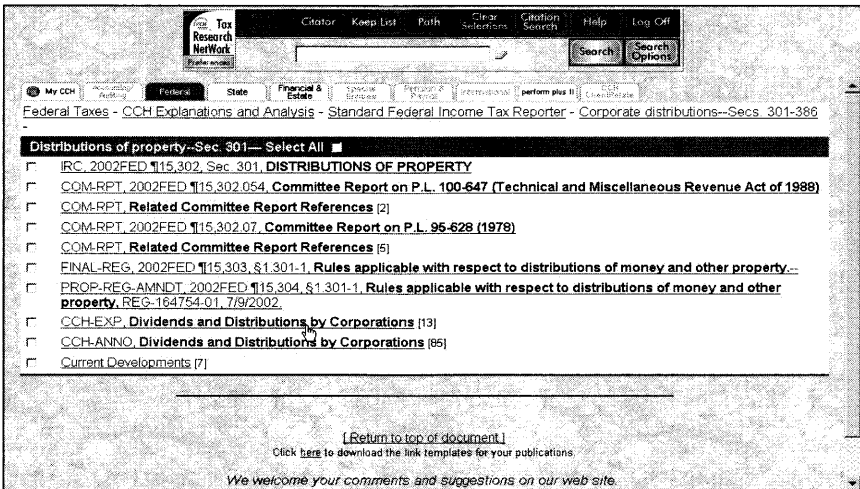 CCH Tax
Research
NetWork
Preferences
Citator Keep List Path Clear Selections Citation Search Help Log Off
Search Search Options
My CCH Accounting/Auditing Federal State Financial & Estate Special Entities Pension & Payroll International perform plus II CCH
Federal Taxes - CCH Explanations and Analysis - Standard Federal Income Tax Reporter - Corporate distributions--Secs. 301-386
-
Distributions of property--Sec. 301— Select All
IRC, 2002FED ¶15,302, Sec. 301, DISTRIBUTIONS OF PROPERTY
COM-RPT, 2002FED ¶15,302.054, Committee Report on P.L. 100-647 (Technical and Miscellaneous Revenue Act of 1988)
COM-RPT, Related Committee Report References [2]
COM-RPT, 2002FED ¶15,302.07, Committee Report on P.L. 95-628 (1978)
COM-RPT, Related Committee Report References [5]
FINAL-REG, 2002FED ¶15,303, §1.301-1, Rules applicable with respect to distributions of money and other property.--
PROP-REG-AMNDT, 2002FED ¶15,304, §1.301-1, Rules applicable with respect to distributions of money and other
property, REG-164754-01, 7/9/2002.
CCH-EXP, Dividends and Distributions by Corporations [13]
CCH-ANNO, Dividends and Distributions by Corporations [85]
Current Developments [7]
[ Return to top of document ]
Click here to download the link templates for your publications.
We welcome your comments and suggestions on our web site.